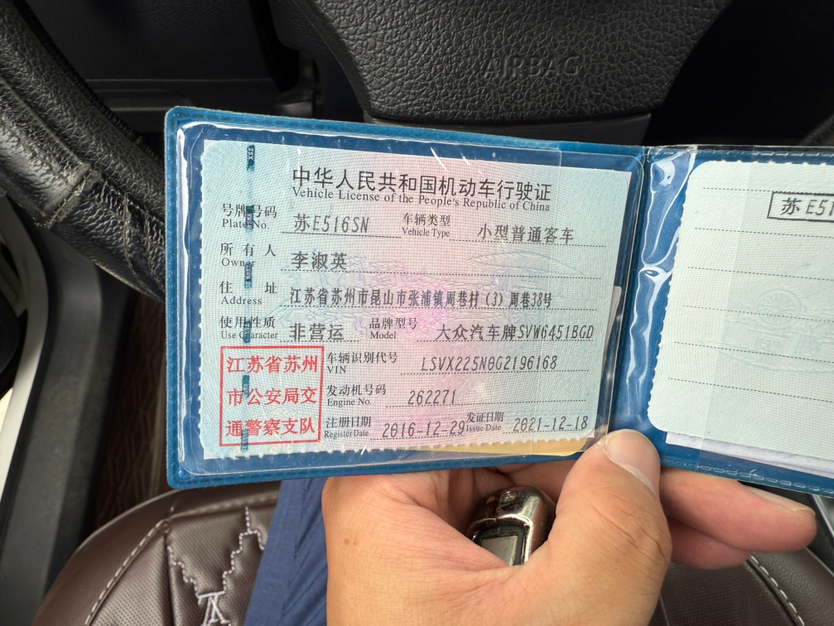 AIRBAG
中华人民共和国机动车行驶证
Vehicle License of the People's Republic of China
号牌号码 苏E516SN 车辆类型 小型普通客车
Plate No. Vehicle Type
所有人 李淑英
Owner
住址 江苏省苏州市昆山市张浦镇周巷村(3)周巷38号
Address
使用性质 非营运 品牌型号 大众汽车牌SVW6451BGD
Use Character Model
江苏省苏州
市公安局交
通警察支队
车辆识别代号 LSVX225N0G2196168
VIN
发动机号码 262271
Engine No.
注册日期 2016-12-29 发证日期 2021-12-18
Register Date Issue Date
苏E51